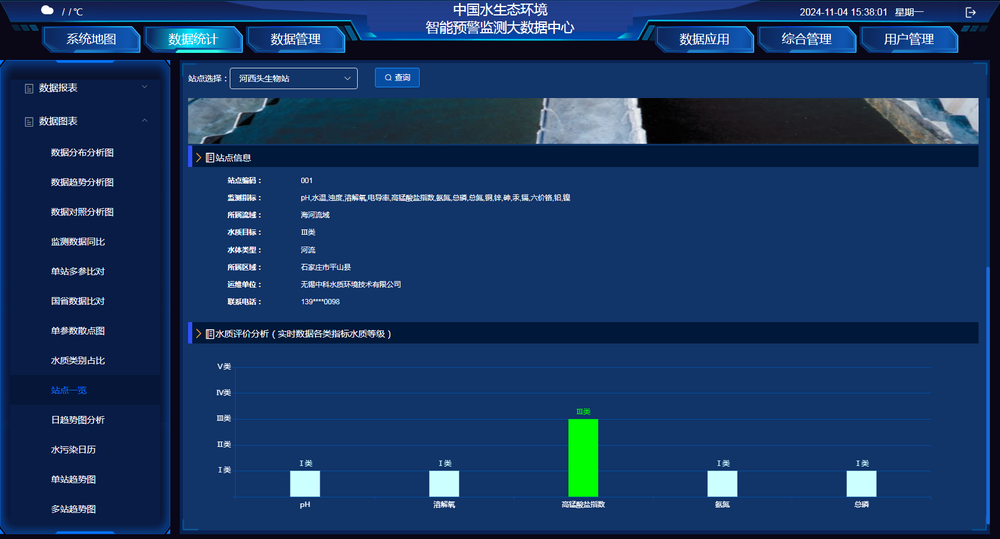 / / ℃
中国水生态环境
智能预警监测大数据中心
2024-11-04 15:38:01 星期一
系统地图
数据统计
数据管理
数据应用
综合管理
用户管理
数据报表
数据图表
数据分布分析图
数据趋势分析图
数据对照分析图
监测数据同比
单站多参比对
国省数据比对
单参数散点图
水质类别占比
站点一览
日趋势图分析
水污染日历
单站趋势图
多站趋势图
站点选择： 河西头生物站 查询
站点信息
站点编码： 001
监测指标： pH,水温,浊度,溶解氧,电导率,高锰酸盐指数,氨氮,总磷,总氮,铜,锌,砷,汞,镉,六价铬,铅,镍
所属流域： 海河流域
水质目标： Ⅲ类
水体类型： 河流
所属区域： 石家庄市平山县
运维单位： 无锡中科水质环境技术有限公司
联系电话： 139****0098
水质评价分析（实时数据各类指标水质等级）
Ⅴ类
Ⅳ类
Ⅲ类
Ⅱ类
Ⅰ类
Ⅰ类
Ⅰ类
Ⅲ类
Ⅰ类
Ⅰ类
pH
溶解氧
高锰酸盐指数
氨氮
总磷